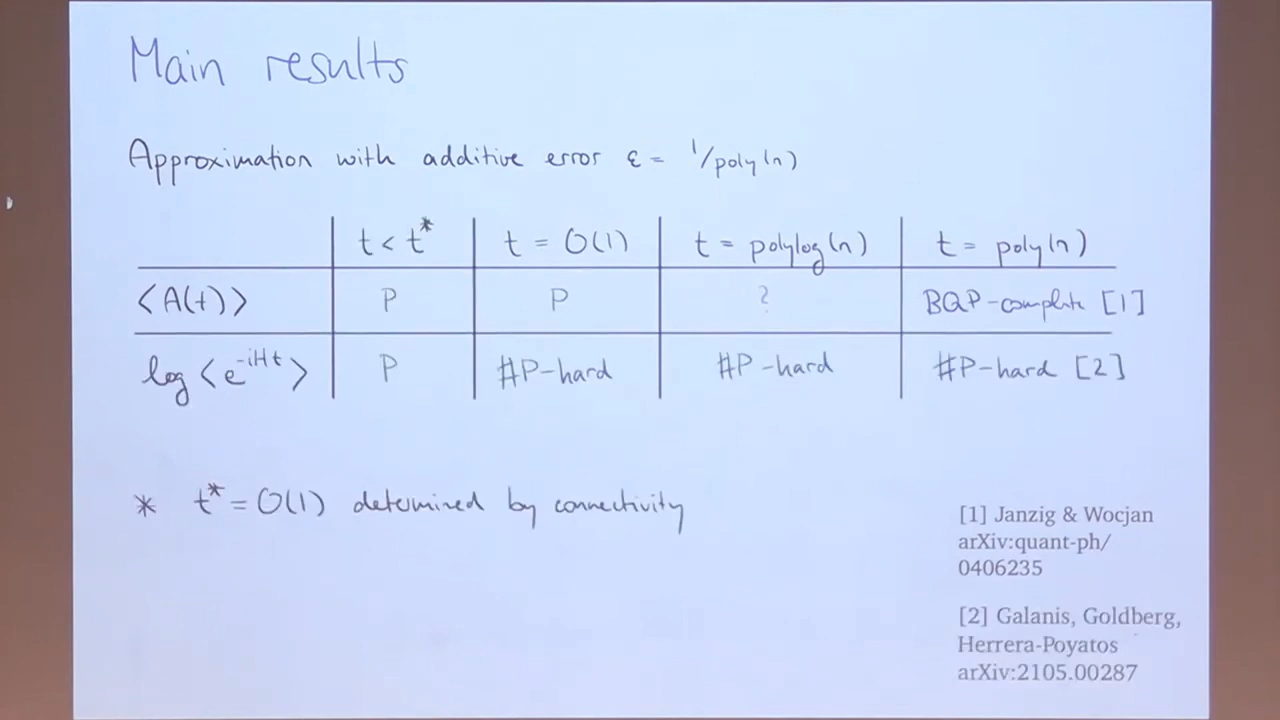 Main results
Approximation with additive error ε = 1/poly(n)
t < t* t = O(1) t = polylog(n) t = poly(n)
<A(t)> P P ? BQP-complete [1]
log <e^{-iHt}> P #P-hard #P-hard #P-hard [2]
* t* = O(1) determined by connectivity
[1] Janzig & Wocjan
arXiv:quant-ph/
0406235
[2] Galanis, Goldberg,
Herrera-Poyatos
arXiv:2105.00287